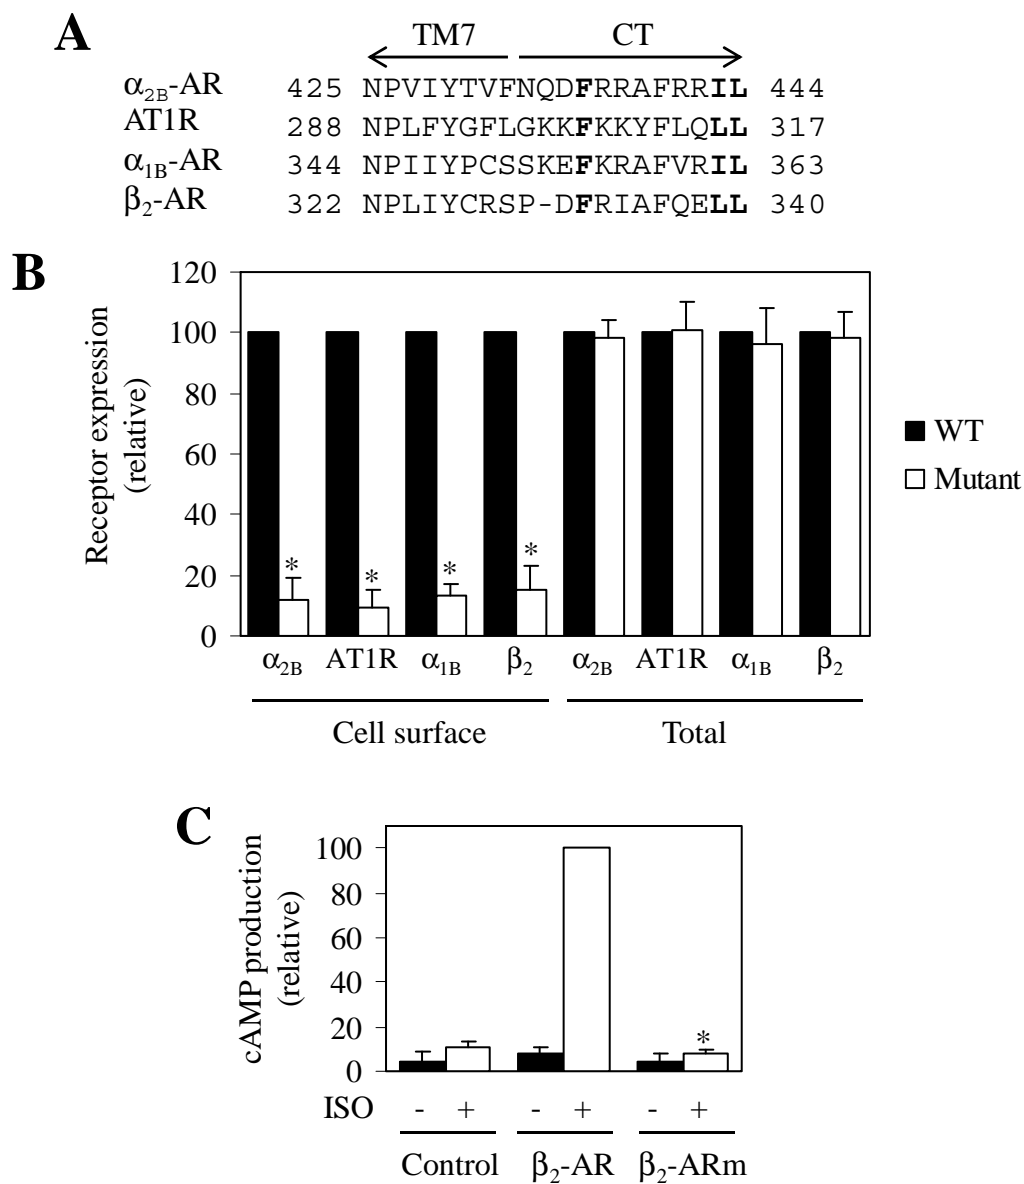 A
TM7 CT
α2B-AR 425 NPVIYTVFNQDFRRAFRRIL 444
AT1R 288 NPLFYGFLGKKFKKYFLQLL 317
α1B-AR 344 NPIIYPCSSKEFKRAFVRIL 363
β2-AR 322 NPLIYCRSP-DFRIAFQELL 340
B
Receptor expression
(relative)
120
100
80
60
40
20
0
* * * *
WT
Mutant
α2B AT1R α1B β2 α2B AT1R α1B β2
Cell surface Total
C
cAMP production
(relative)
100
80
60
40
20
0
*
ISO - + - + - +
Control β2-AR β2-ARm